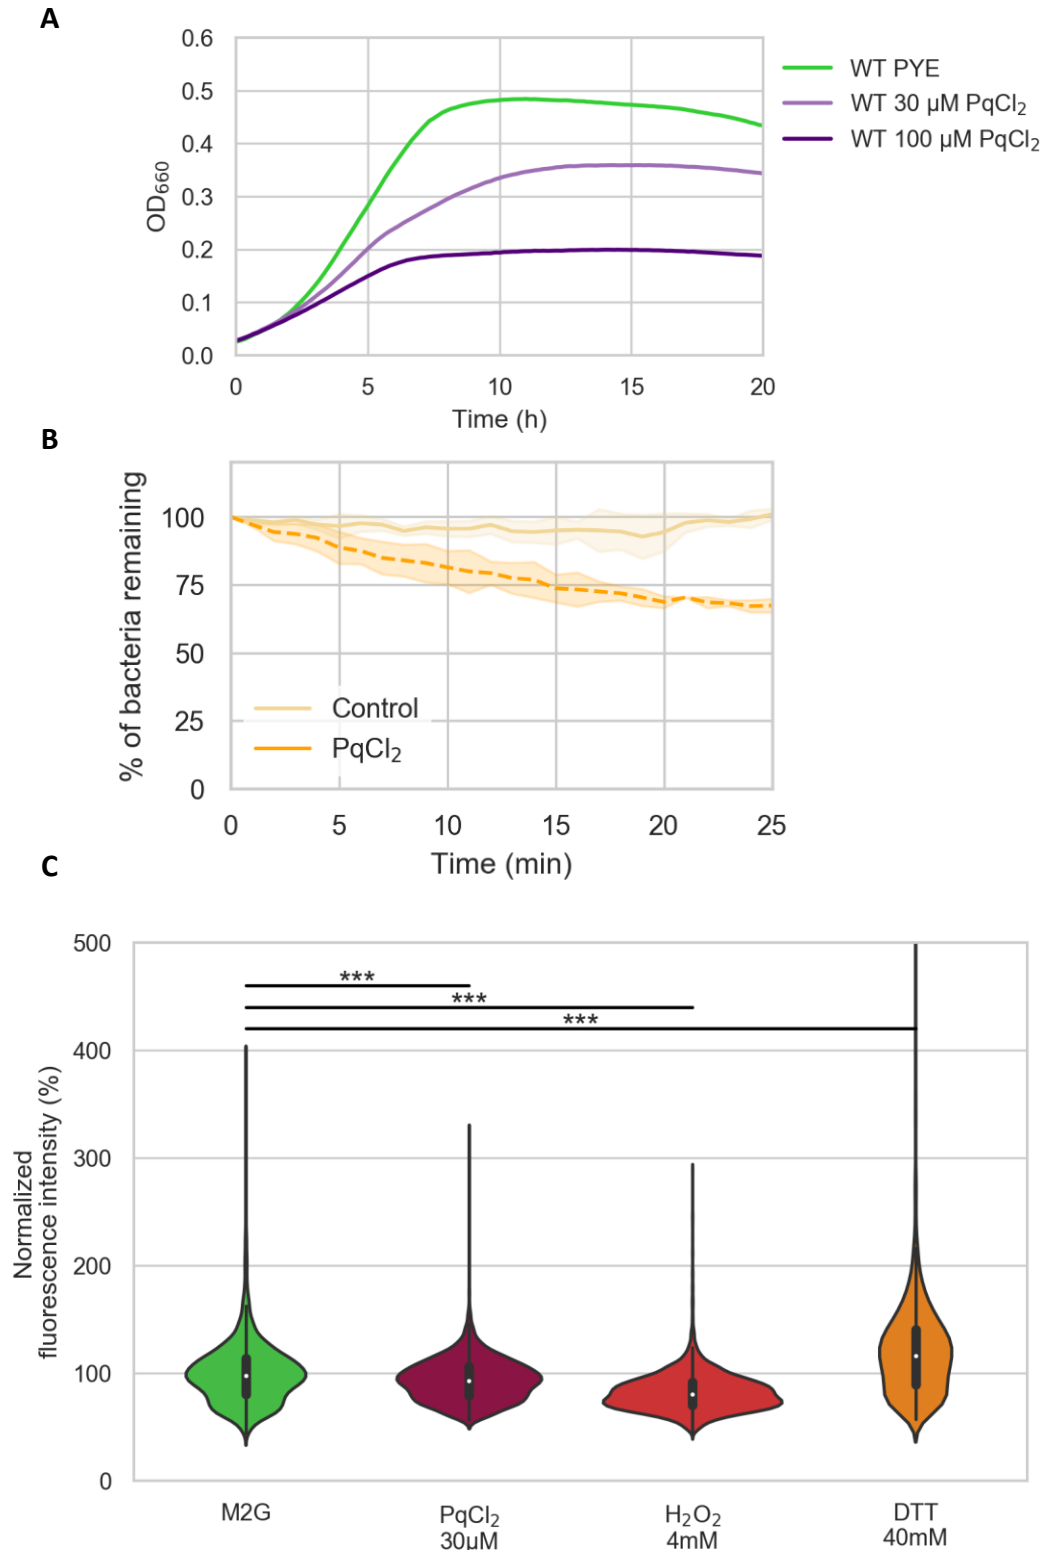 A
0.6
0.5
0.4
0.3
0.2
0.1
0.0
OD₆₆₀
0 5 10 15 20
Time (h)
WT PYE
WT 30 µM PqCl₂
WT 100 µM PqCl₂
B
100
75
50
25
0
% of bacteria remaining
Control
PqCl₂
0 5 10 15 20 25
Time (min)
C
500
400
300
200
100
0
Normalized
fluorescence intensity (%)
***
***
***
M2G
PqCl₂
30µM
H₂O₂
4mM
DTT
40mM